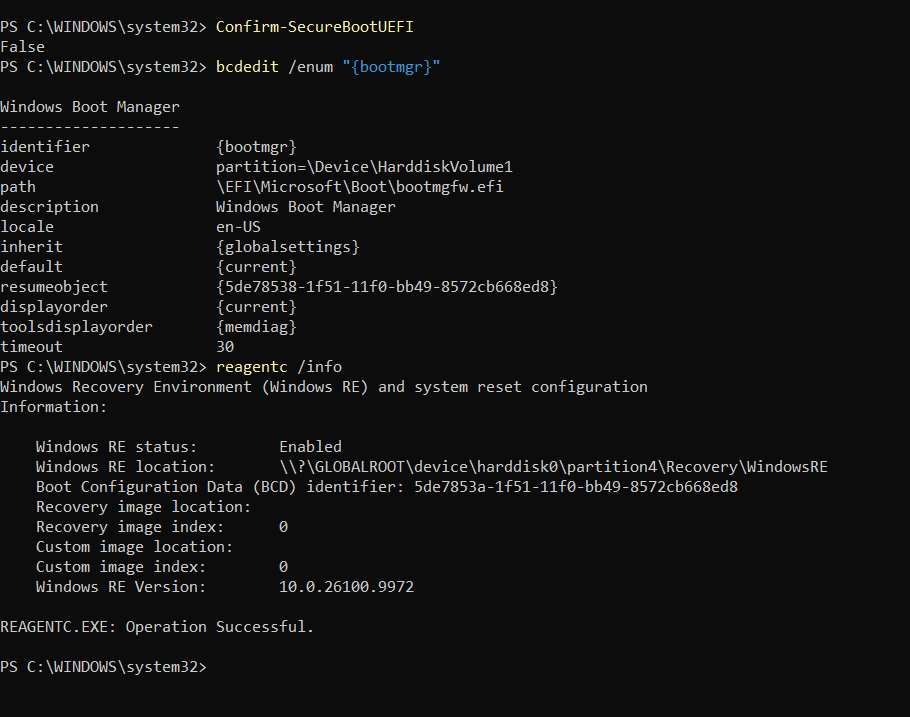 PS C:\WINDOWS\system32> Confirm-SecureBootUEFI
False
PS C:\WINDOWS\system32> bcdedit /enum "{bootmgr}"
Windows Boot Manager
--------------------
identifier              {bootmgr}
device                  partition=\Device\HarddiskVolume1
path                    \EFI\Microsoft\Boot\bootmgfw.efi
description             Windows Boot Manager
locale                  en-US
inherit                 {globalsettings}
default                 {current}
resumeobject            {5de78538-1f51-11f0-bb49-8572cb668ed8}
displayorder            {current}
toolsdisplayorder       {memdiag}
timeout                 30
PS C:\WINDOWS\system32> reagentc /info
Windows Recovery Environment (Windows RE) and system reset configuration
Information:
    Windows RE status:         Enabled
    Windows RE location:       \\?\GLOBALROOT\device\harddisk0\partition4\Recovery\WindowsRE
    Boot Configuration Data (BCD) identifier: 5de7853a-1f51-11f0-bb49-8572cb668ed8
    Recovery image location:
    Recovery image index:      0
    Custom image location:
    Custom image index:        0
    Windows RE Version:        10.0.26100.9972
REAGENTC.EXE: Operation Successful.
PS C:\WINDOWS\system32>